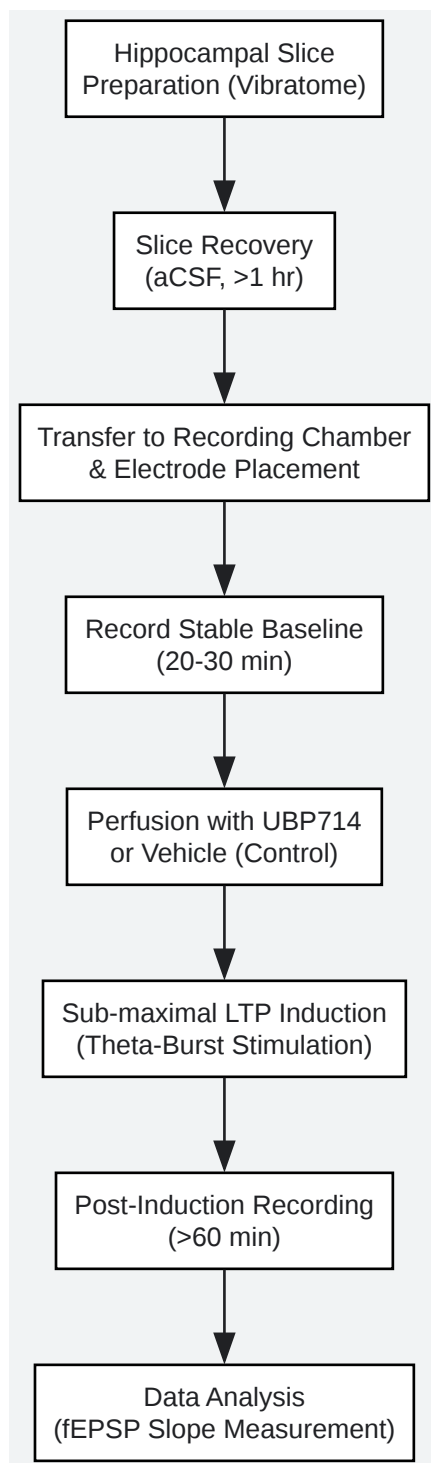 Hippocampal Slice
Preparation (Vibratome)
Slice Recovery
(aCSF, >1 hr)
Transfer to Recording Chamber
& Electrode Placement
Record Stable Baseline
(20-30 min)
Perfusion with UBP714
or Vehicle (Control)
Sub-maximal LTP Induction
(Theta-Burst Stimulation)
Post-Induction Recording
(>60 min)
Data Analysis
(fEPSP Slope Measurement)